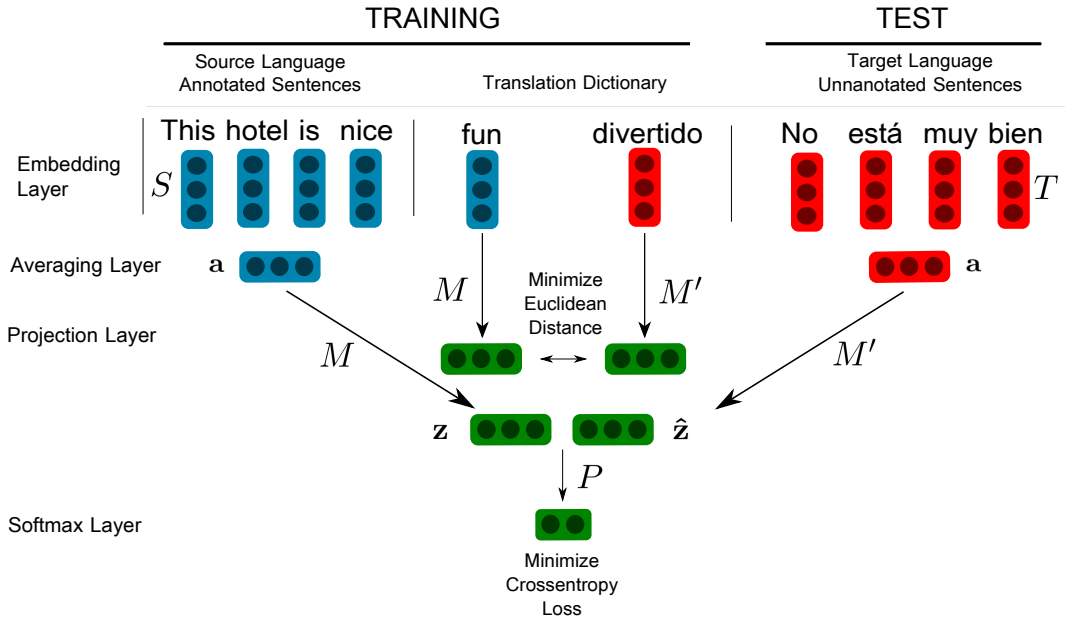 TRAINING
TEST
Source Language
Annotated Sentences
Translation Dictionary
Target Language
Unnanotated Sentences
This hotel is nice
fun
divertido
No está muy bien
Embedding
Layer
S
T
Averaging Layer
a
a
M
Minimize
Euclidean
Distance
M′
Projection Layer
M
M′
z
ẑ
P
Softmax Layer
Minimize
Crossentropy
Loss